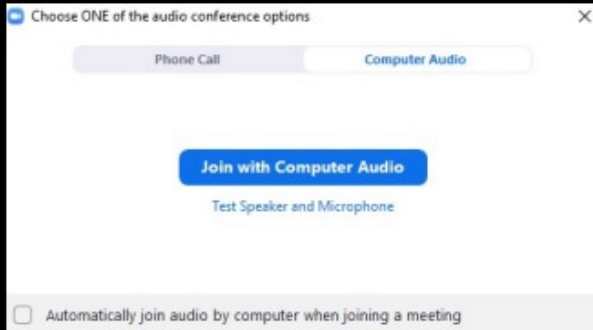 Choose ONE of the audio conference options
Phone Call Computer Audio
Join with Computer Audio
Test Speaker and Microphone
Automatically join audio by computer when joining a meeting